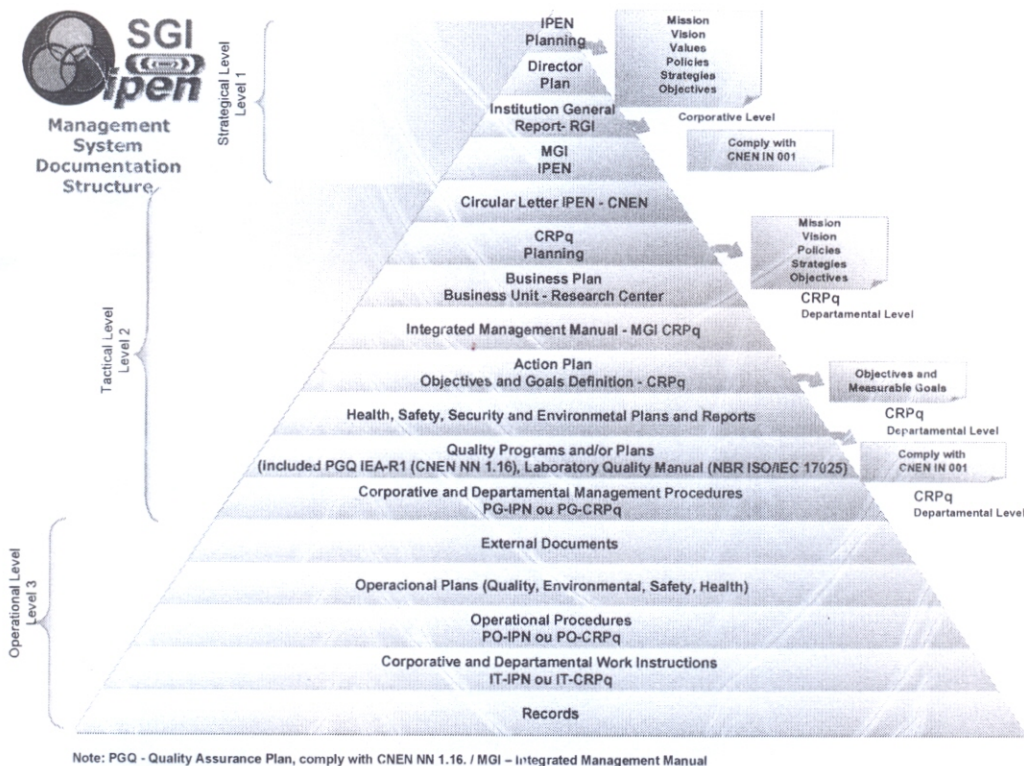 SGI
ipen
Management
System
Documentation
Structure
Strategical Level
Level 1
Tactical Level
Level 2
Operational Level
Level 3
IPEN
Planning
Director
Plan
Institution General
Report- RGI
MGI
IPEN
Circular Letter IPEN - CNEN
CRPq
Planning
Business Plan
Business Unit - Research Center
Integrated Management Manual - MGI CRPq
Action Plan
Objectives and Goals Definition - CRPq
Health, Safety, Security and Environmetal Plans and Reports
Quality Programs and/or Plans
(included PGQ IEA-R1 (CNEN NN 1.16), Laboratory Quality Manual (NBR ISO/IEC 17025)
Corporative and Departamental Management Procedures
PG-IPN ou PG-CRPq
External Documents
Operacional Plans (Quality, Environmental, Safety, Health)
Operational Procedures
PO-IPN ou PO-CRPq
Corporative and Departamental Work Instructions
IT-IPN ou IT-CRPq
Records
Mission
Vision
Values
Policies
Strategies
Objectives
Corporative Level
Comply with
CNEN IN 001
Mission
Vision
Policies
Strategies
Objectives
CRPq
Departamental Level
Objectives and
Measurable Goals
CRPq
Departamental Level
Comply with
CNEN IN 001
CRPq
Departamental Level
Note: PGQ - Quality Assurance Plan, comply with CNEN NN 1.16. / MGI – Integrated Management Manual